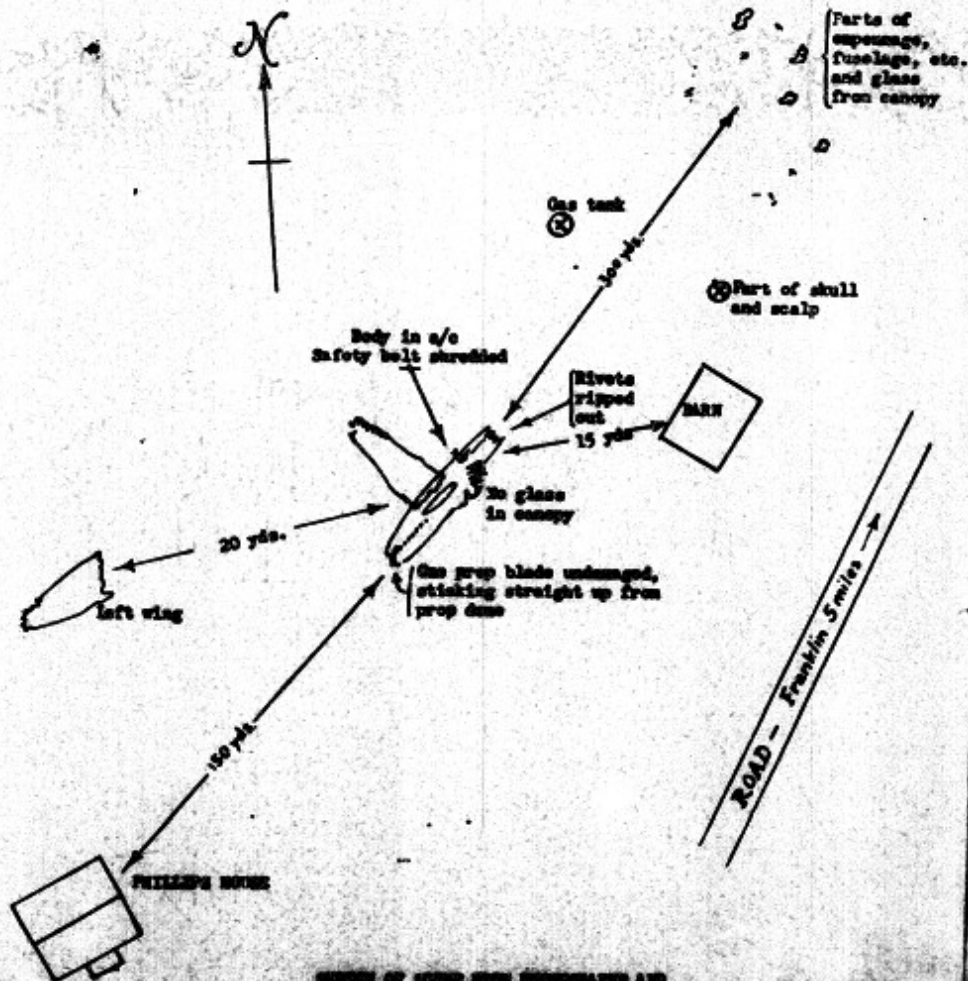 N
Parts of
empennage,
fuselage, etc.
and glass
from canopy
Gas tank
300 yds.
Part of skull
and scalp
Body in a/c
Safety belt shredded
Rivets
ripped
out
BARN
15 yds
No glass
in canopy
20 yds.
Left wing
One prop blade undamaged,
sticking straight up from
prop dome
ROAD - Franklin 5 miles
150 yds.
PHILLIPS HOUSE